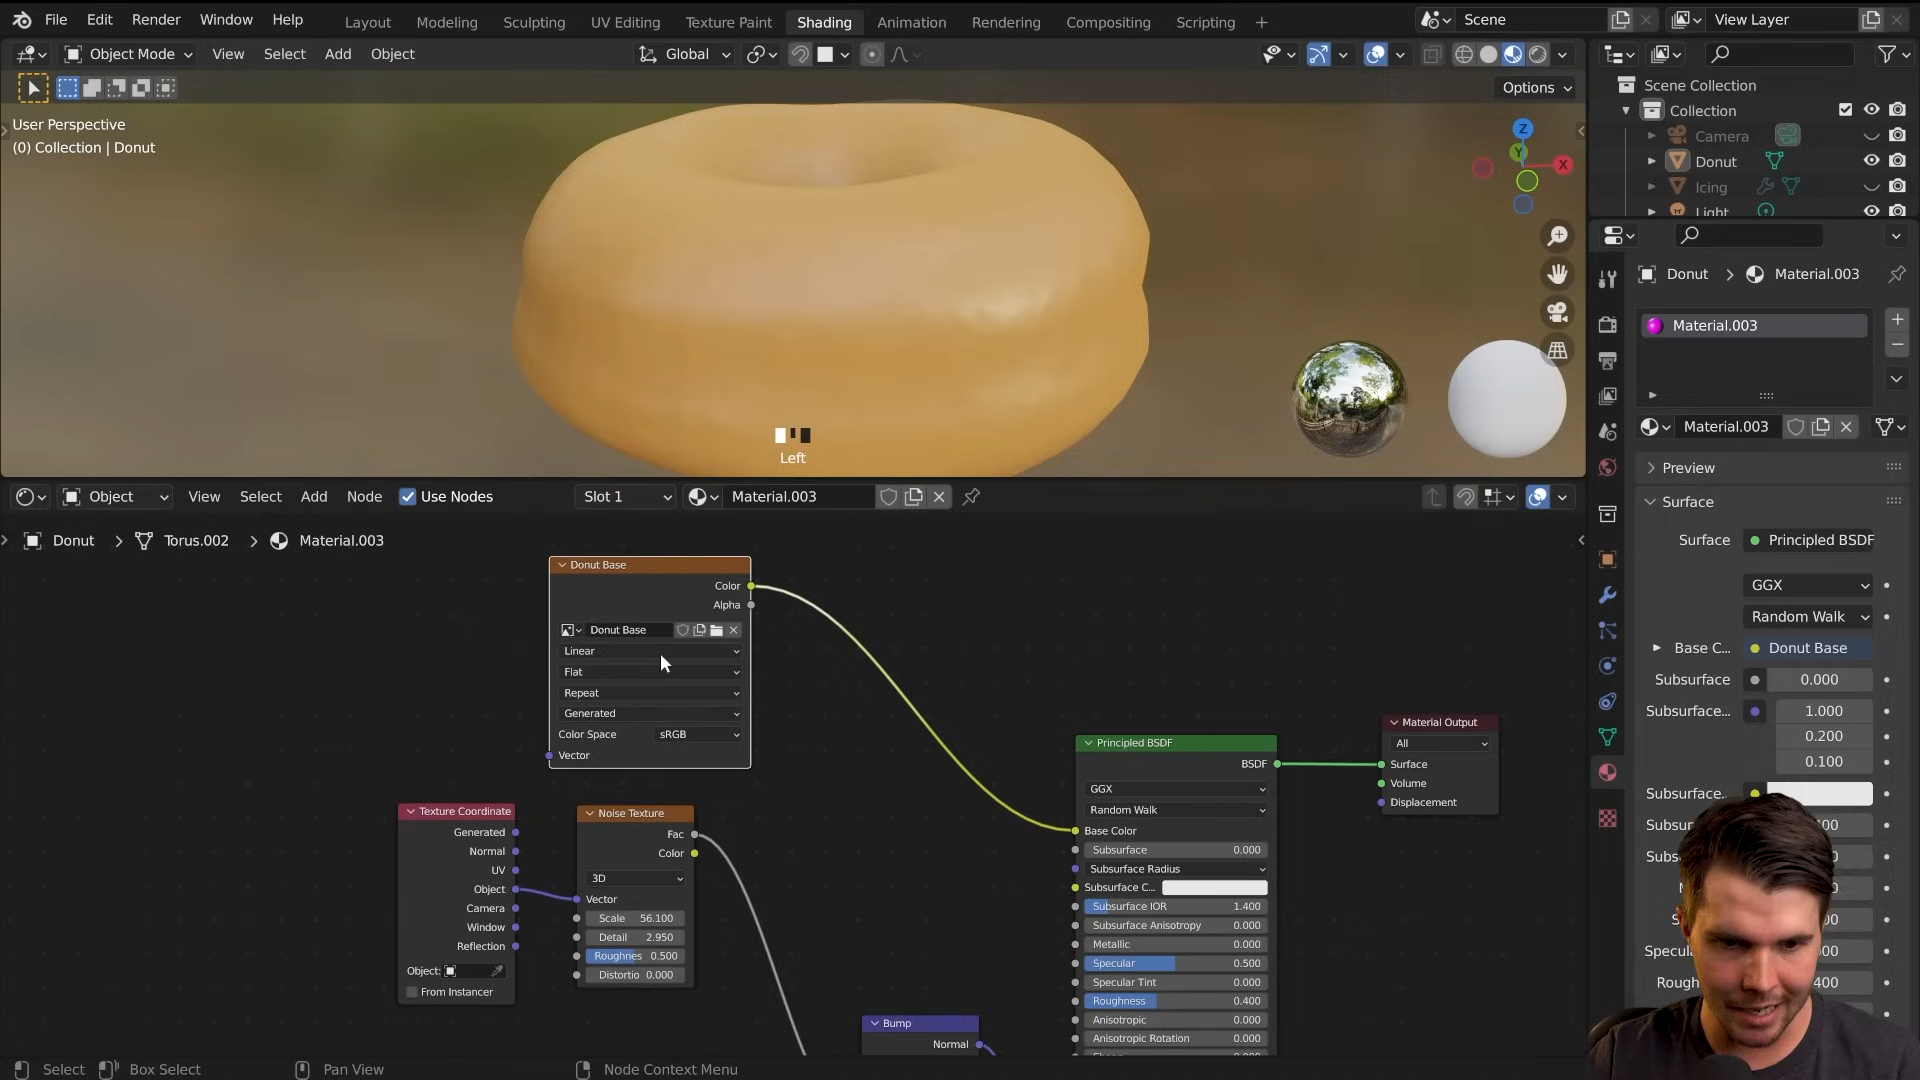 File Edit Render Window Help Layout Modeling Sculpting UV Editing Texture Paint Shading Animation Rendering Compositing Scripting + Scene View Layer
Object Mode View Select Add Object Global
Options
User Perspective
(0) Collection | Donut
Z
Y
X
Left
Scene Collection
Collection
Camera
Donut
Icing
Light
Donut > Material.003
Material.003
Material.003
Preview
Surface
Surface Principled BSDF
GGX
Random Walk
Base C... Donut Base
Subsurface 0.000
Subsurface... 1.000
0.200
0.100
Subsurface..
Object View Select Add Node Use Nodes Slot 1 Material.003
Donut > Torus.002 > Material.003
Donut Base
Color
Alpha
Donut Base
Linear
Flat
Repeat
Generated
Color Space sRGB
Vector
Texture Coordinate
Generated
Normal
UV
Object
Camera
Window
Reflection
Object:
From Instancer
Noise Texture
Fac
Color
3D
Vector
Scale 56.100
Detail 2.950
Roughnes 0.500
Distortio 0.000
Bump
Normal
Principled BSDF
BSDF
GGX
Random Walk
Base Color
Subsurface 0.000
Subsurface Radius
Subsurface C...
Subsurface IOR 1.400
Subsurface Anisotropy 0.000
Metallic 0.000
Specular 0.500
Specular Tint 0.000
Roughness 0.400
Anisotropic 0.000
Anisotropic Rotation 0.000
Material Output
All
Surface
Volume
Displacement
Select Box Select Pan View Node Context Menu